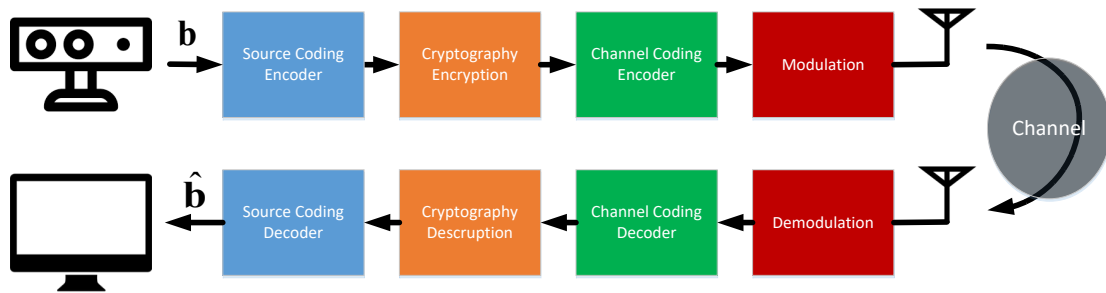 b
Source Coding
Encoder
Cryptography
Encryption
Channel Coding
Encoder
Modulation
Channel
b̂
Source Coding
Decoder
Cryptography
Descruption
Channel Coding
Decoder
Demodulation